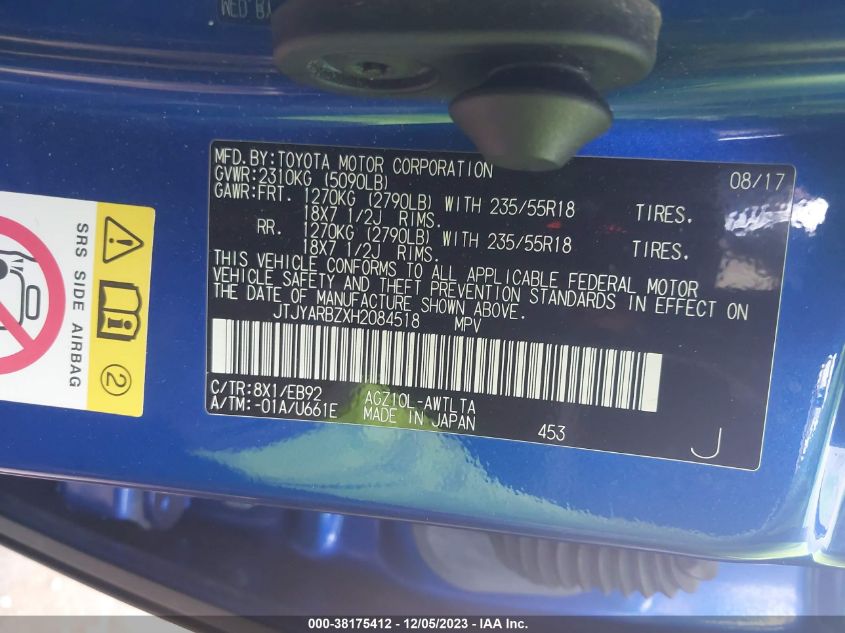 MFD.BY:TOYOTA MOTOR CORPORATION 08/17
GVWR:2310KG (5090LB)
GAWR:FRT. 1270KG (2790LB) WITH 235/55R18 TIRES.
18X7 1/2J RIMS.
RR. 1270KG (2790LB) WITH 235/55R18 TIRES.
18X7 1/2J RIMS.
THIS VEHICLE CONFORMS TO ALL APPLICABLE FEDERAL MOTOR
VEHICLE SAFETY AND THEFT PREVENTION STANDARDS IN EFFECT ON
THE DATE OF MANUFACTURE SHOWN ABOVE.
JTJYARBZXH2084518 MPV
C/TR:8X1/EB92 AGZ10L-AWTLTA
A/TM:-01A/U661E MADE IN JAPAN 453 J
SRS SIDE AIRBAG
2
000-38175412 - 12/05/2023 - IAA Inc.